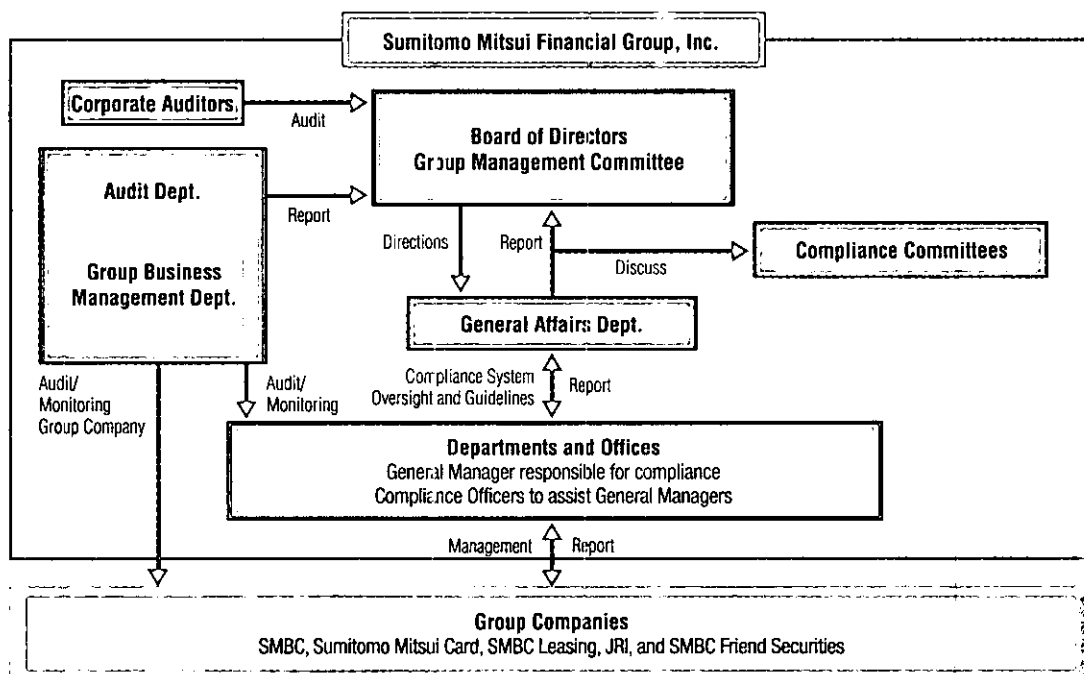 Sumitomo Mitsui Financial Group, Inc.
Corporate Auditors
Audit
Board of Directors
Group Management Committee
Audit Dept.
Group Business
Management Dept.
Report
Directions
Report
Discuss
Compliance Committees
General Affairs Dept.
Audit/
Monitoring
Group Company
Audit/
Monitoring
Compliance System
Oversight and Guidelines
Report
Departments and Offices
General Manager responsible for compliance
Compliance Officers to assist General Managers
Management
Report
Group Companies
SMBC, Sumitomo Mitsui Card, SMBC Leasing, JRI, and SMBC Friend Securities